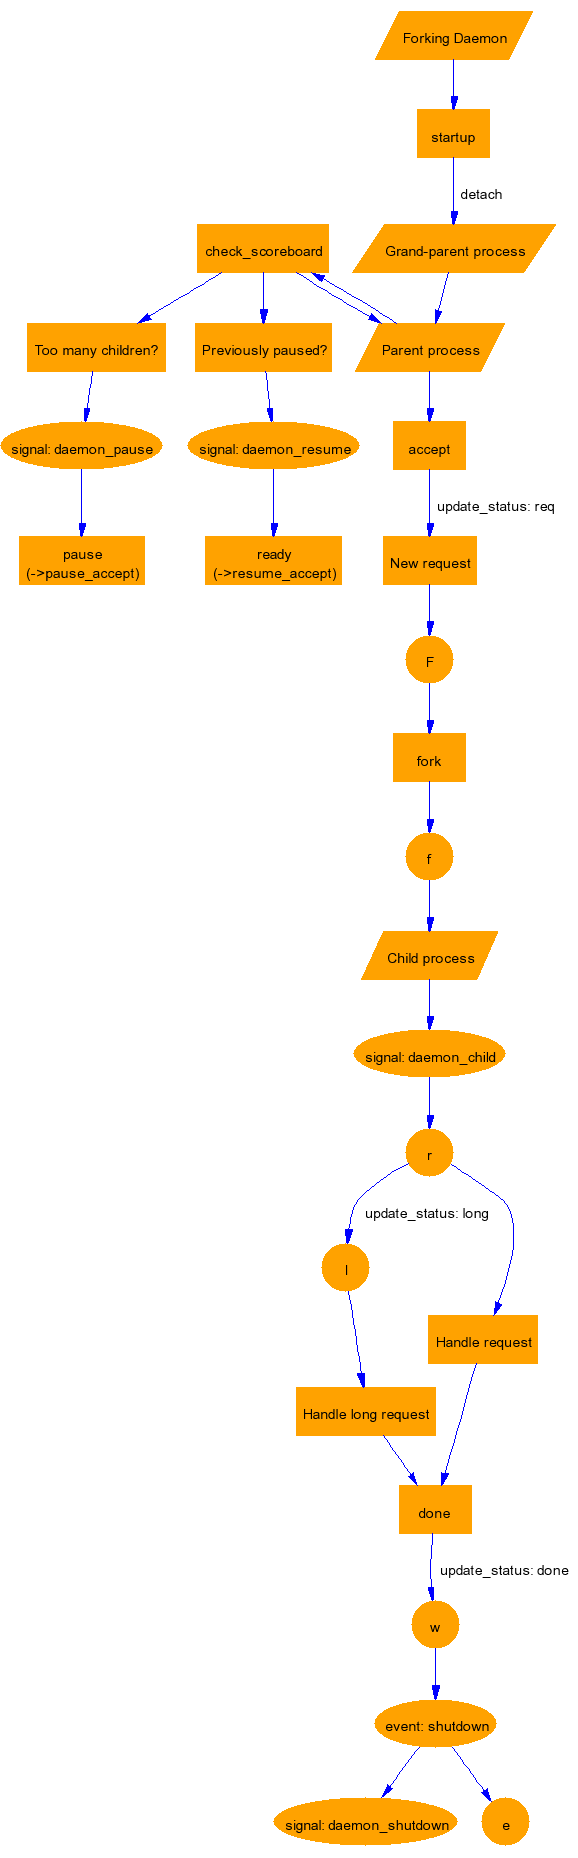 Forking Daemon
startup
detach
check_scoreboard
Grand-parent process
Too many children?
Previously paused?
Parent process
signal: daemon_pause
signal: daemon_resume
accept
update_status: req
pause
(->pause_accept)
ready
(->resume_accept)
New request
F
fork
f
Child process
signal: daemon_child
r
update_status: long
l
Handle request
Handle long request
done
update_status: done
w
event: shutdown
signal: daemon_shutdown
e